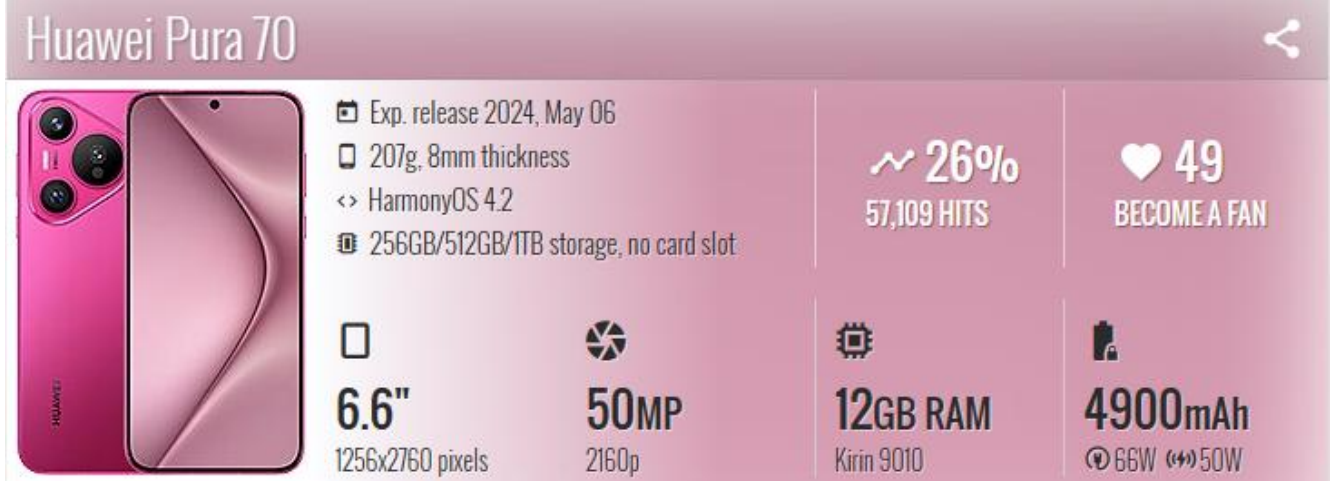 Huawei Pura 70
Exp. release 2024, May 06
207g, 8mm thickness
HarmonyOS 4.2
256GB/512GB/1TB storage, no card slot
26%
57,109 HITS
49
BECOME A FAN
HUAWEI
6.6"
1256x2760 pixels
50MP
2160p
12GB RAM
Kirin 9010
4900mAh
66W 50W